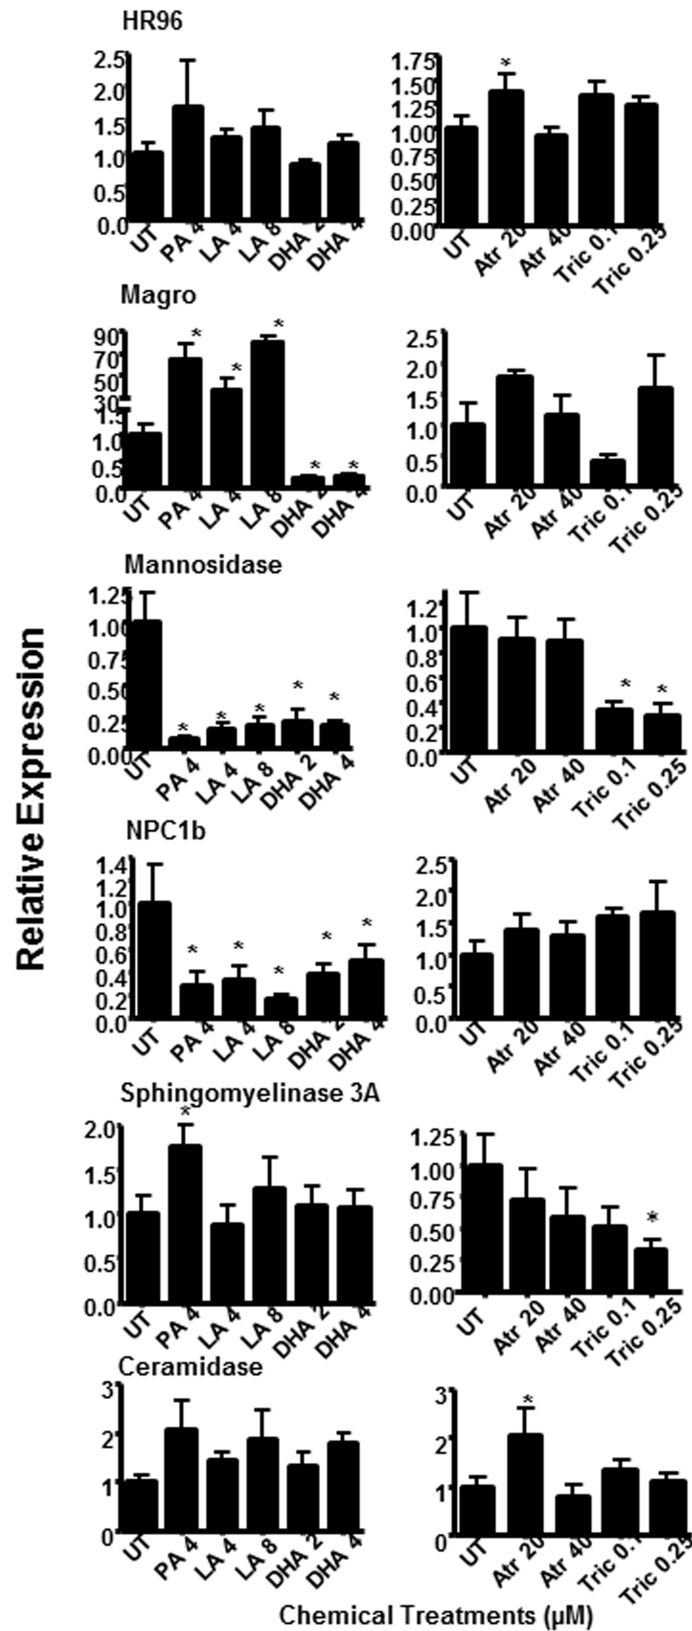 HR96
2.5
2.0
1.5
1.0
0.5
0.0
UT
PA 4
LA 4
LA 8
DHA 2
DHA 4
*
1.75
1.50
1.25
1.00
0.75
0.50
0.25
0.00
UT
Atr 20
Atr 40
Tric 0.1
Tric 0.25
Magro
90
70
50
30
1.5
1.0
0.5
0.0
* * * * *
UT
PA 4
LA 4
LA 8
DHA 2
DHA 4
2.5
2.0
1.5
1.0
0.5
0.0
UT
Atr 20
Atr 40
Tric 0.1
Tric 0.25
Mannosidase
1.25
1.00
0.75
0.50
0.25
0.00
* * * * *
UT
PA 4
LA 4
LA 8
DHA 2
DHA 4
1.2
1.0
0.8
0.6
0.4
0.2
0.0
* *
UT
Atr 20
Atr 40
Tric 0.1
Tric 0.25
Relative Expression
NPC1b
1.4
1.2
1.0
0.8
0.6
0.4
0.2
0.0
* * * * *
UT
PA 4
LA 4
LA 8
DHA 2
DHA 4
2.5
2.0
1.5
1.0
0.5
0.0
UT
Atr 20
Atr 40
Tric 0.1
Tric 0.25
Sphingomyelinase 3A
*
2.0
1.5
1.0
0.5
0.0
UT
PA 4
LA 4
LA 8
DHA 2
DHA 4
1.25
1.00
0.75
0.50
0.25
0.00
*
UT
Atr 20
Atr 40
Tric 0.1
Tric 0.25
Ceramidase
3
2
1
0
UT
PA 4
LA 4
LA 8
DHA 2
DHA 4
3
2
1
0
*
UT
Atr 20
Atr 40
Tric 0.1
Tric 0.25
Chemical Treatments (µM)